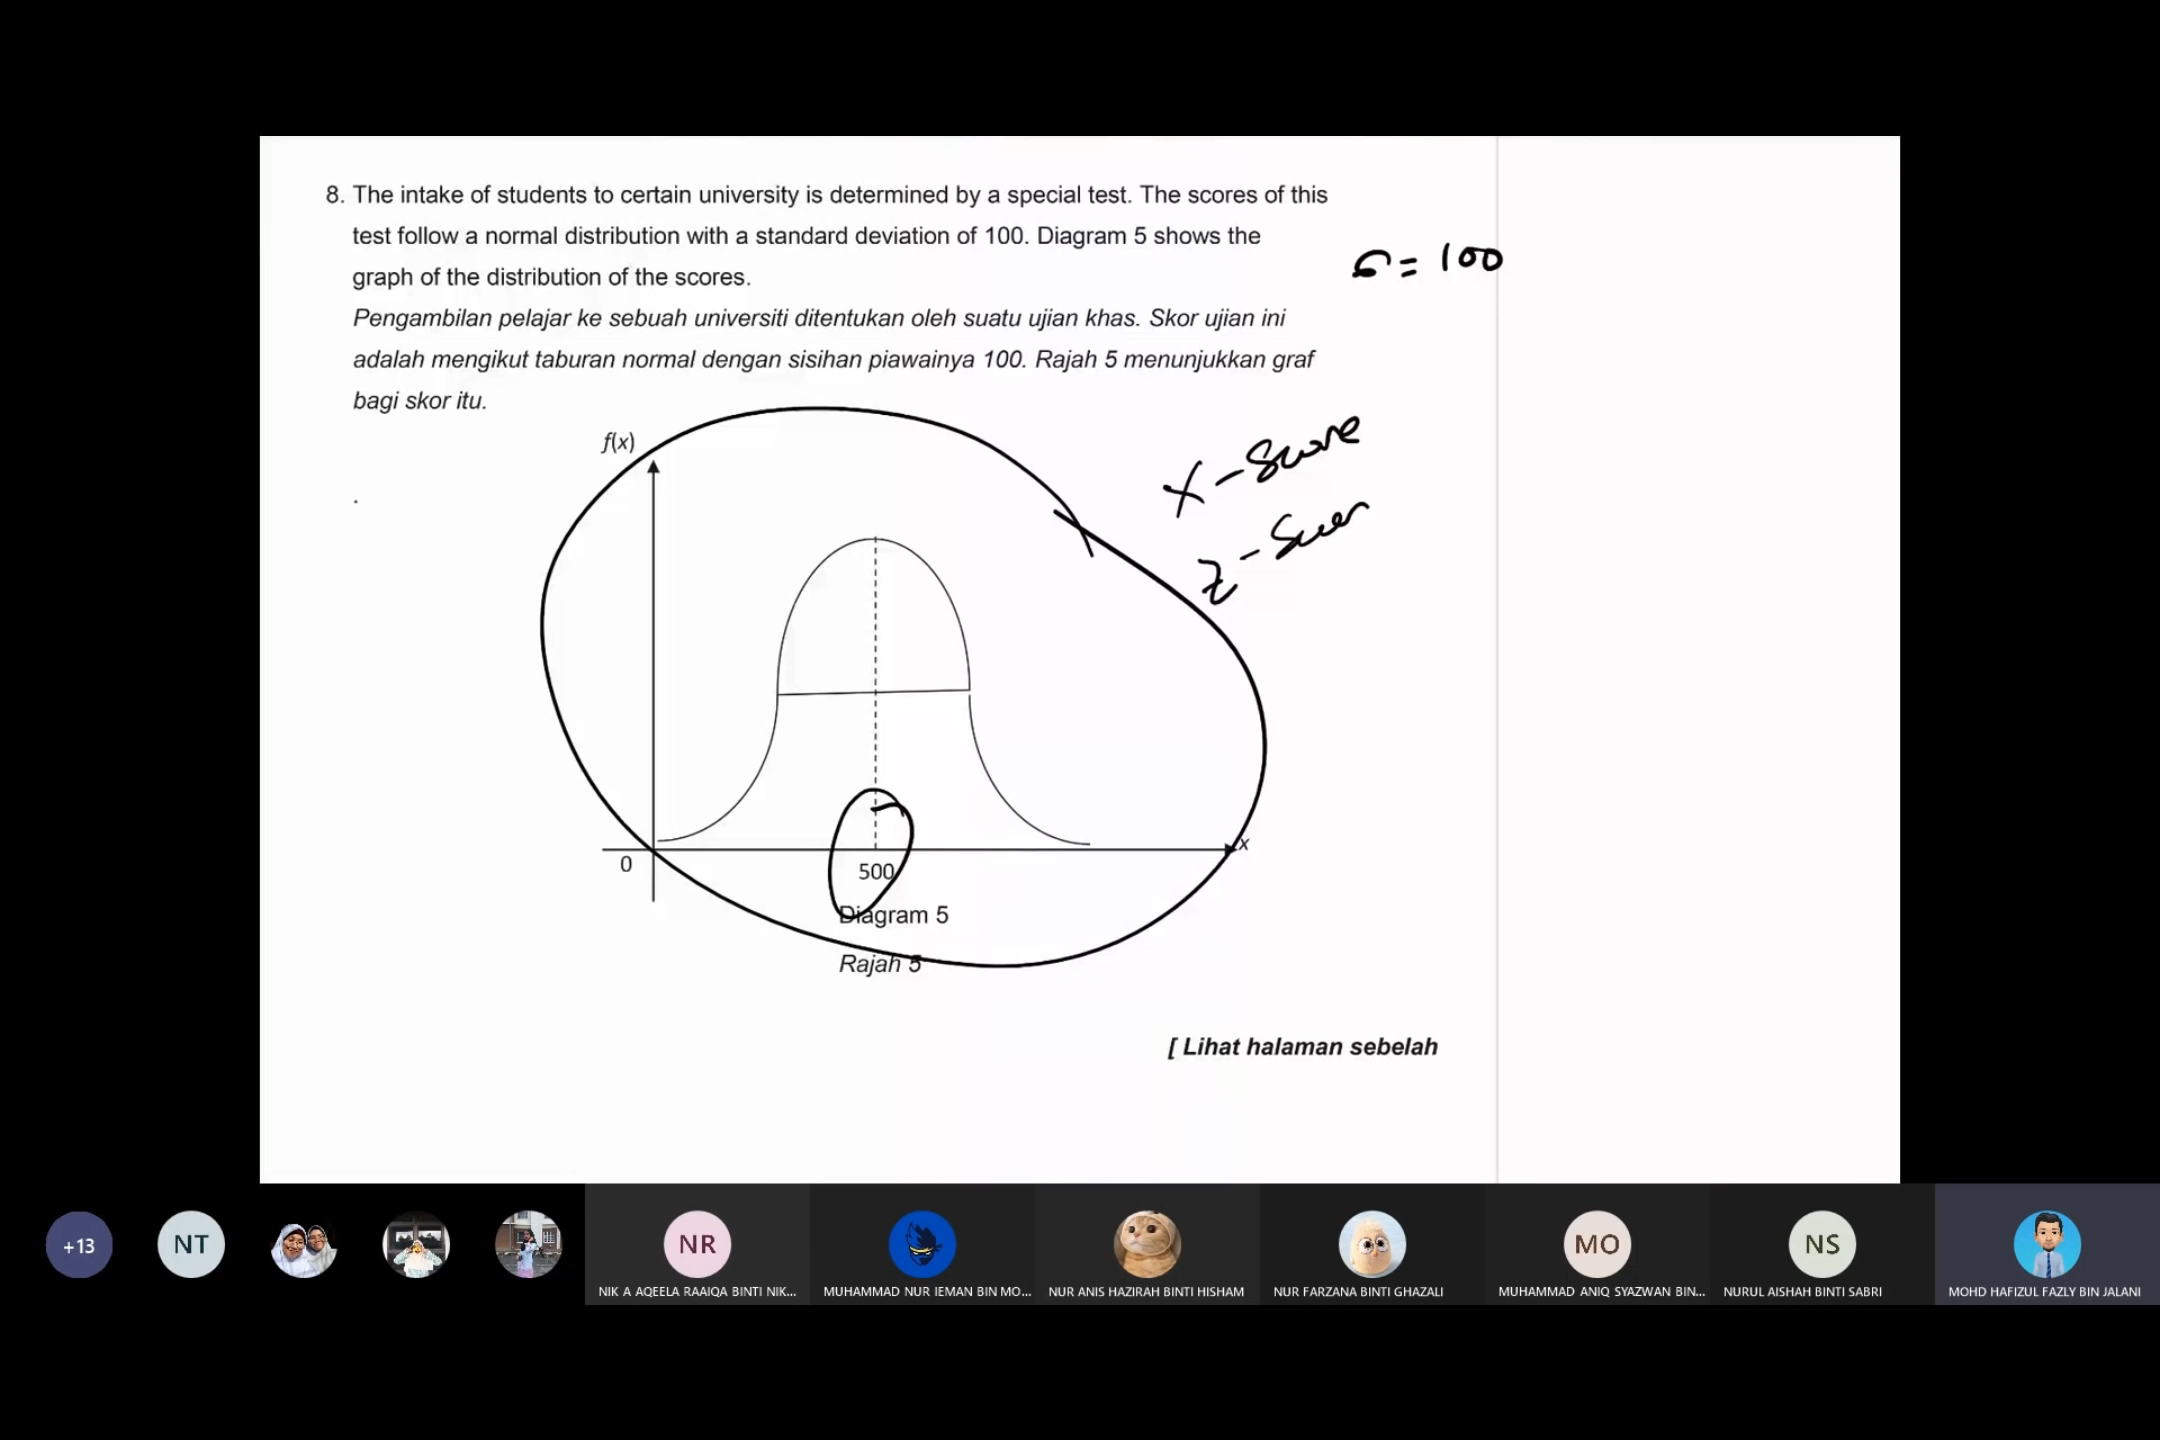 8. The intake of students to certain university is determined by a special test. The scores of this
test follow a normal distribution with a standard deviation of 100. Diagram 5 shows the
graph of the distribution of the scores.
σ = 100
Pengambilan pelajar ke sebuah universiti ditentukan oleh suatu ujian khas. Skor ujian ini
adalah mengikut taburan normal dengan sisihan piawainya 100. Rajah 5 menunjukkan graf
bagi skor itu.
f(x)
X - Score
Z -
x
0
500
Diagram 5
Rajah 5
[ Lihat halaman sebelah
+13
NT
NR
MO
NS
NIK A AQEELA RAAIQA BINTI NIK...
MUHAMMAD NUR IEMAN BIN MO...
NUR ANIS HAZIRAH BINTI HISHAM
NUR FARZANA BINTI GHAZALI
MUHAMMAD ANIQ SYAZWAN BIN...
NURUL AISHAH BINTI SABRI
MOHD HAFIZUL FAZLY BIN JALANI